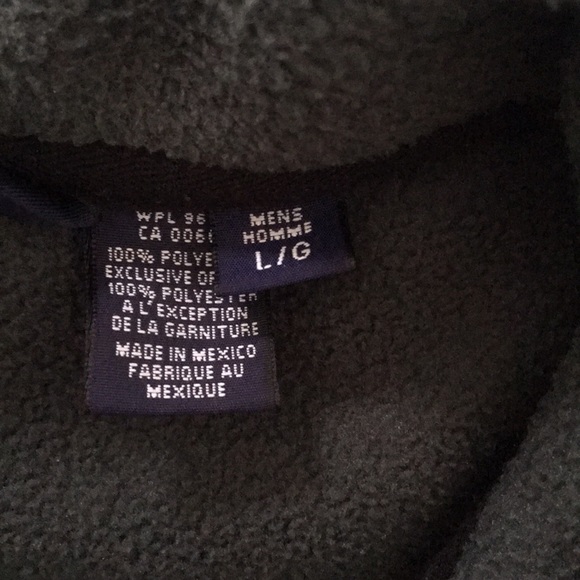 WPL 96
CA 006
100% POLYE
EXCLUSIVE OF
100% POLYESTER
A L'EXCEPTION
DE LA GARNITURE
MADE IN MEXICO
FABRIQUE AU
MEXIQUE
MENS
HOMME
L/G